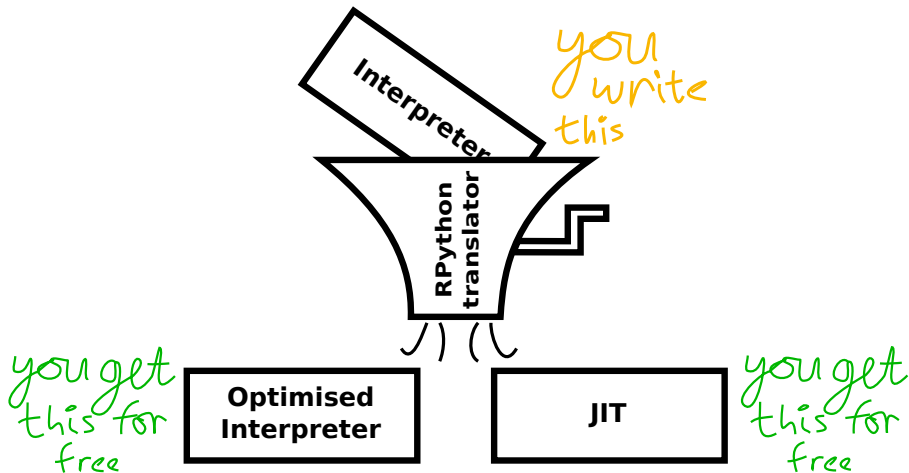 Interpreter
you
write
this
RPython
translator
you get
this for
free
Optimised
Interpreter
JIT
you get
this for
free